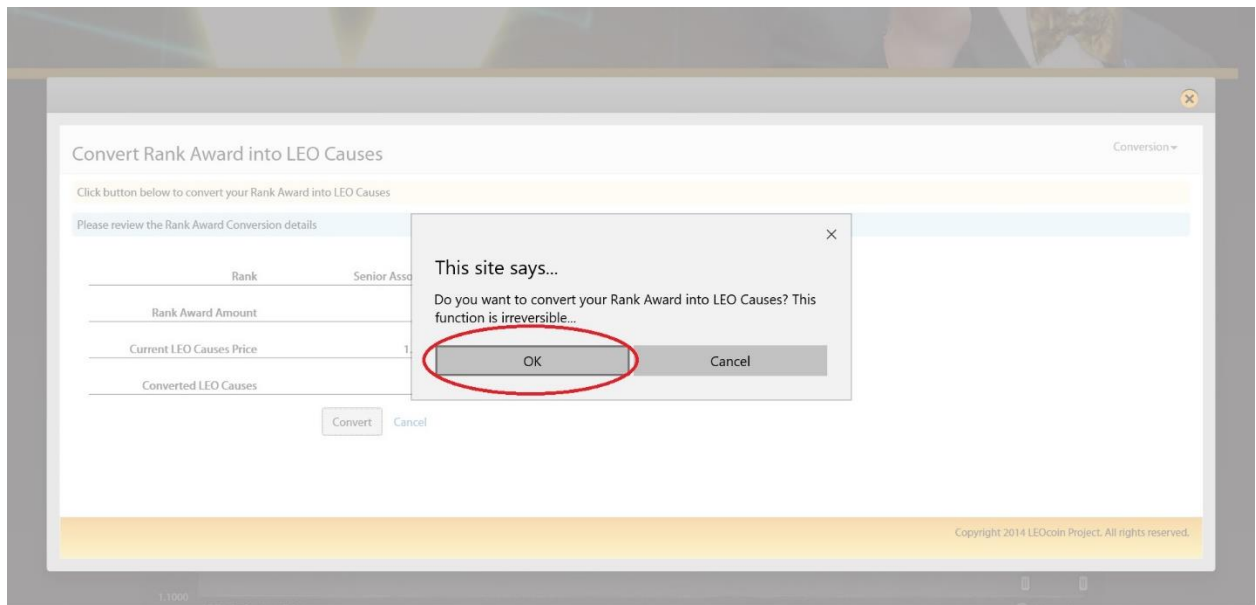 Convert Rank Award into LEO Causes
Conversion
Click button below to convert your Rank Award into LEO Causes
Please review the Rank Award Conversion details
This site says...
Do you want to convert your Rank Award into LEO Causes? This
function is irreversible...
OK Cancel
Rank Senior Asso
Rank Award Amount
Current LEO Causes Price 1.
Converted LEO Causes
Convert Cancel
Copyright 2014 LEOcoin Project. All rights reserved.
1.1000